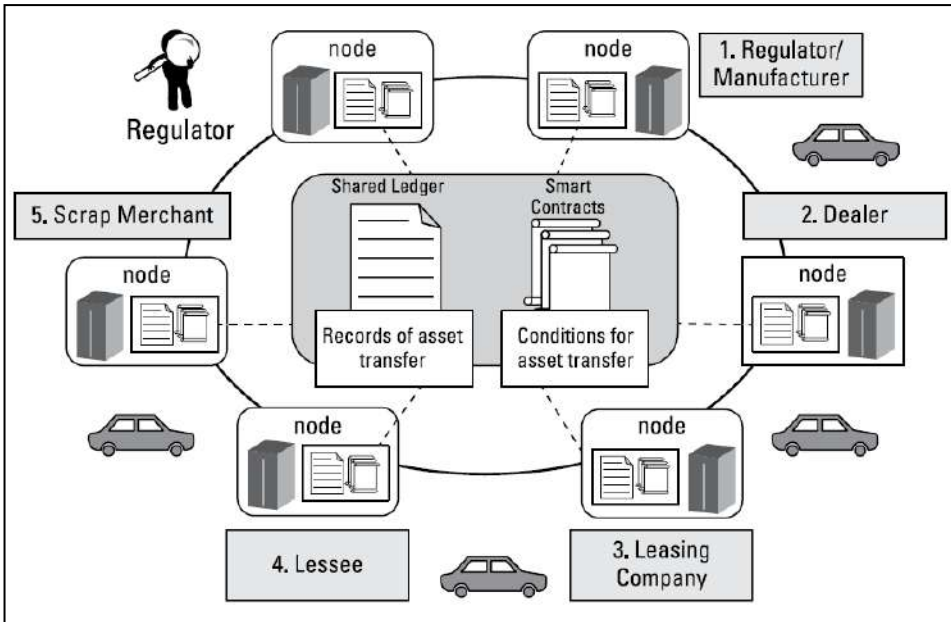 node
node
1. Regulator/
Manufacturer
Regulator
Shared Ledger
Smart
Contracts
5. Scrap Merchant
2. Dealer
node
node
Records of asset
transfer
Conditions for
asset transfer
node
node
4. Lessee
3. Leasing
Company